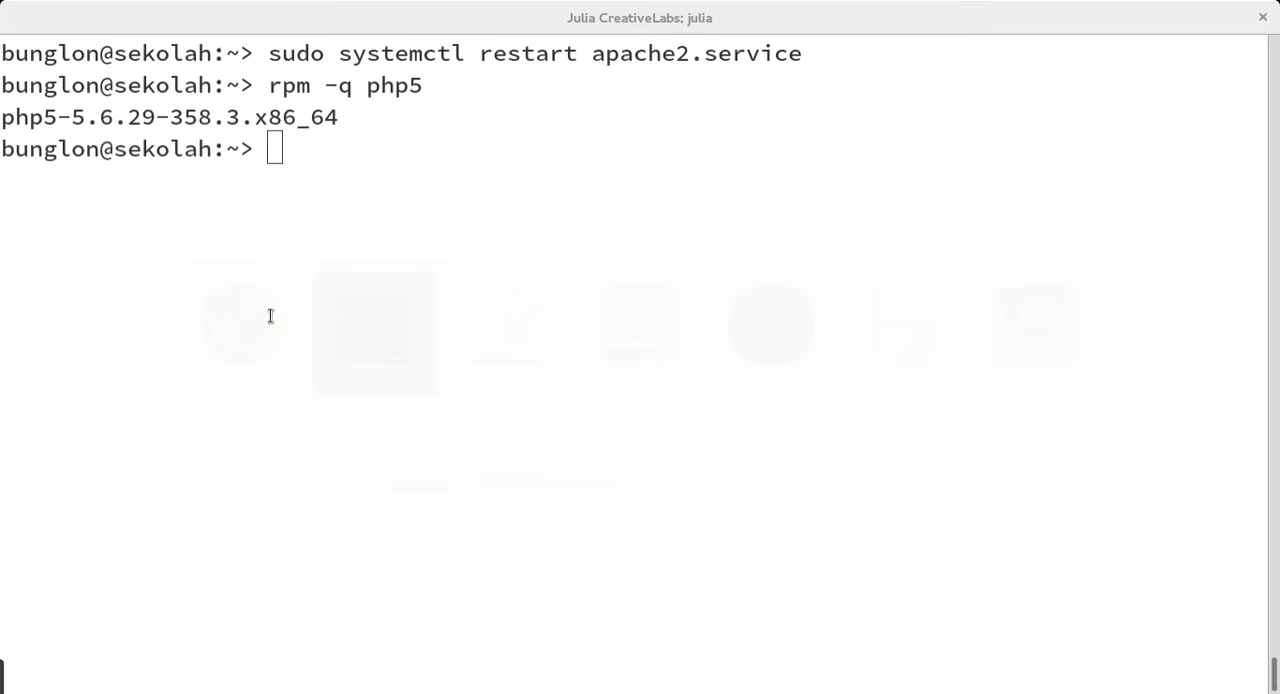 Julia CreativeLabs: julia ×
bunglon@sekolah:~> sudo systemctl restart apache2.service
bunglon@sekolah:~> rpm -q php5
php5-5.6.29-358.3.x86_64
bunglon@sekolah:~>